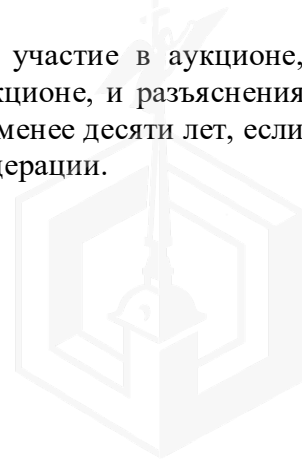 участие в аукционе,
кционе, и разъяснения
менее десяти лет, если
дерации.